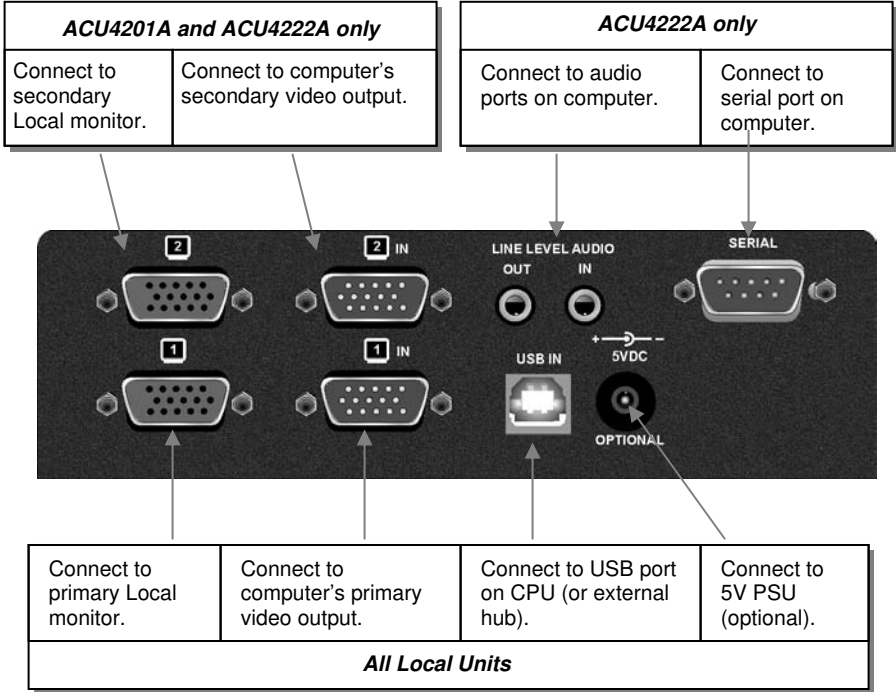 ACU4201A and ACU4222A only
Connect to
secondary
Local monitor.
Connect to computer's
secondary video output.
ACU4222A only
Connect to audio
ports on computer.
Connect to
serial port on
computer.
2
2 IN
LINE LEVEL AUDIO
OUT IN
SERIAL
1
1 IN
USB IN
+ -
5VDC
OPTIONAL
Connect to
primary Local
monitor.
Connect to
computer's primary
video output.
Connect to USB port
on CPU (or external
hub).
Connect to
5V PSU
(optional).
All Local Units